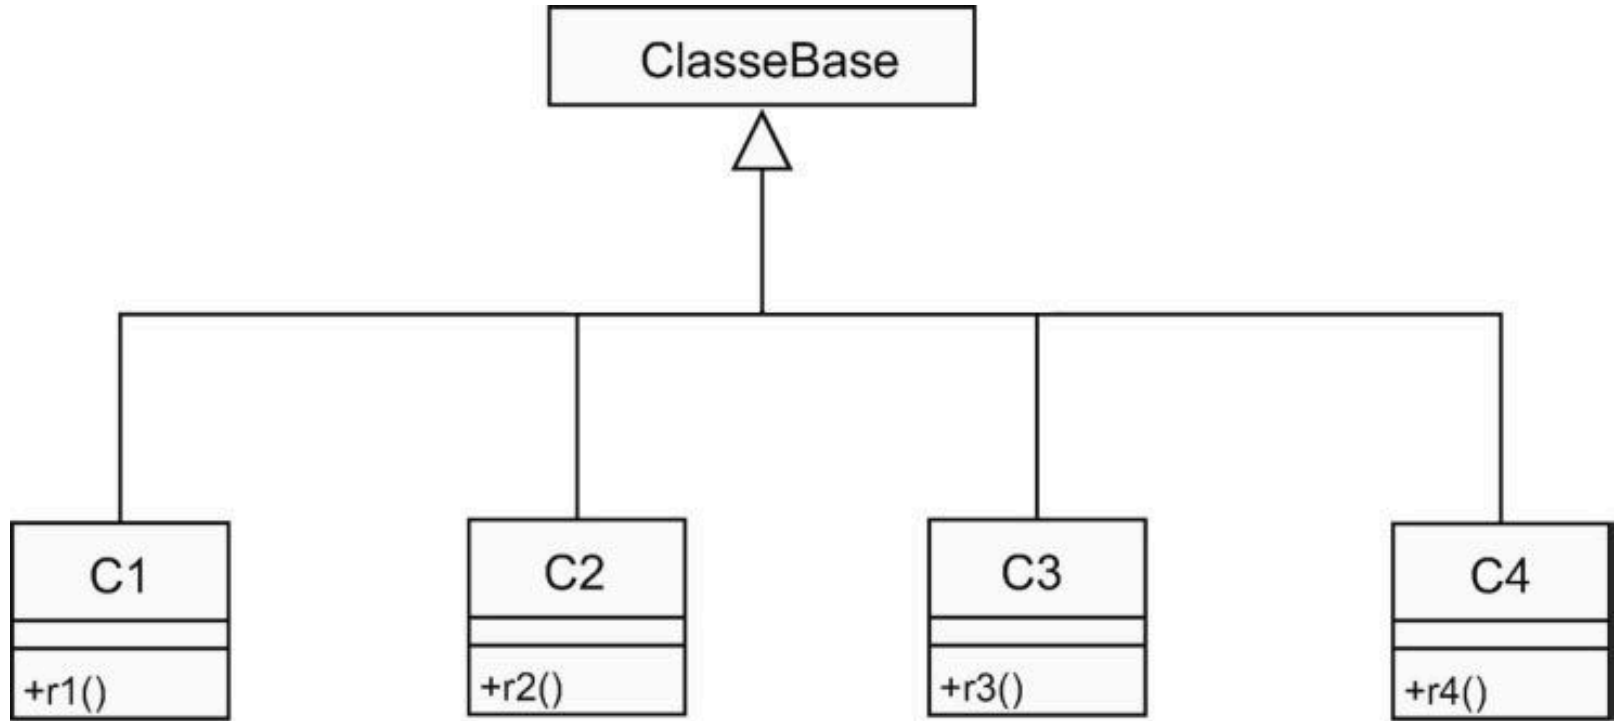 ClasseBase
C1
+r1()
C2
+r2()
C3
+r3()
C4
+r4()